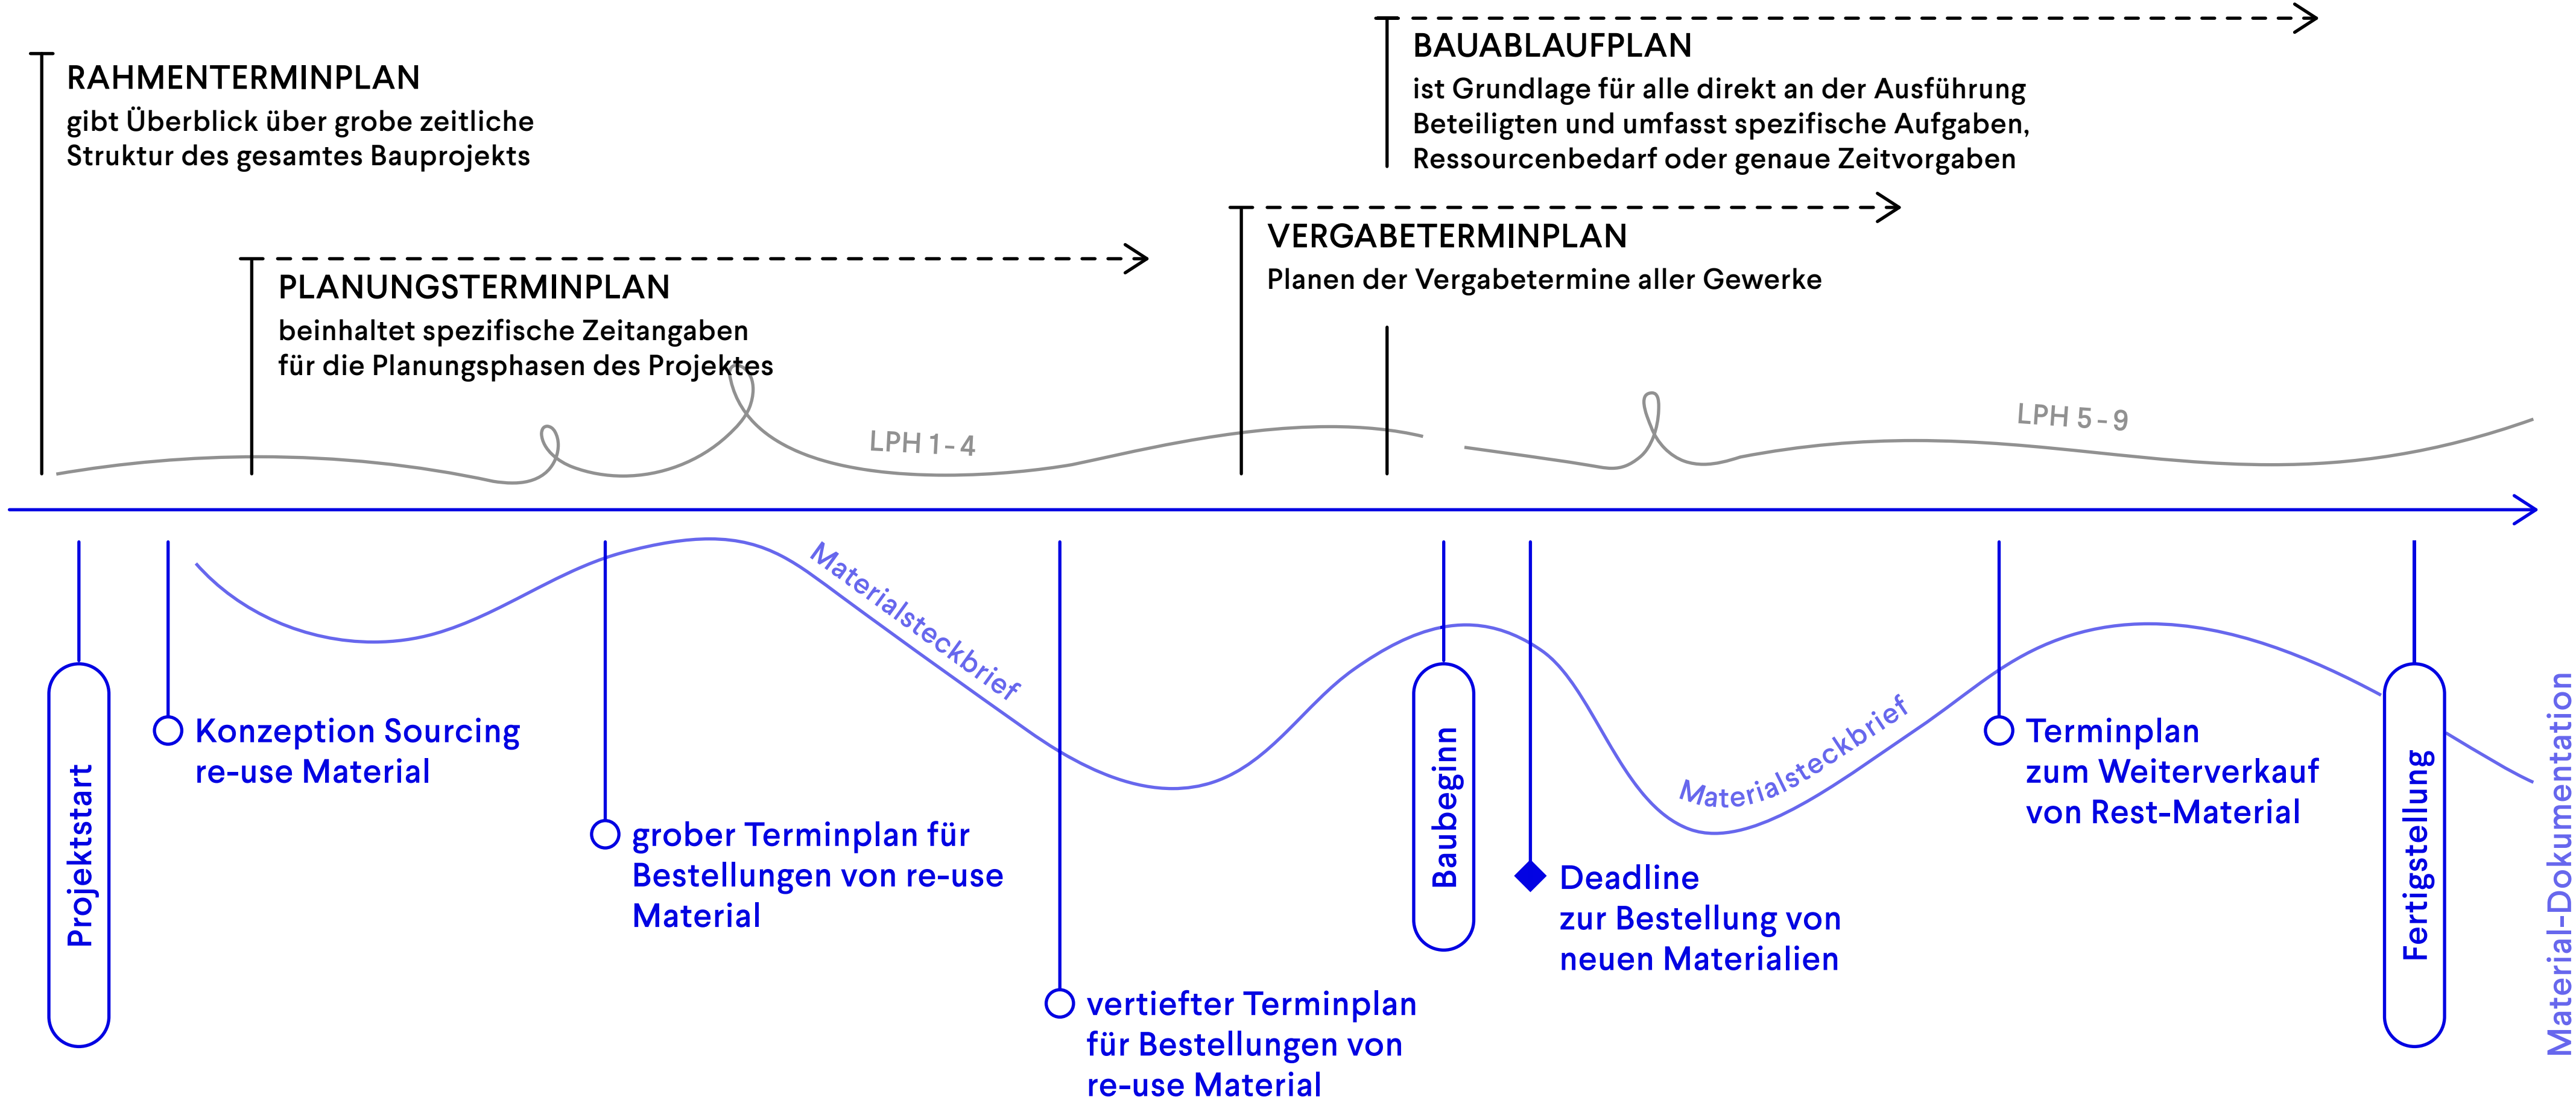 BAUABLAUFPLAN
ist Grundlage für alle direkt an der Ausführung
Beteiligten und umfasst spezifische Aufgaben,
Ressourcenbedarf oder genaue Zeitvorgaben
RAHMENTERMINPLAN
gibt Überblick über grobe zeitliche
Struktur des gesamtes Bauprojekts
VERGABETERMINPLAN
Planen der Vergabetermine aller Gewerke
PLANUNGSTERMINPLAN
beinhaltet spezifische Zeitangaben
für die Planungsphasen des Projektes
LPH 1-4
LPH 5-9
Projektstart
Konzeption Sourcing
re-use Material
grober Terminplan für
Bestellungen von re-use
Material
Materialsteckbrief
vertiefter Terminplan
für Bestellungen von
re-use Material
Baubeginn
Deadline
zur Bestellung von
neuen Materialien
Materialsteckbrief
Terminplan
zum Weiterverkauf
von Rest-Material
Fertigstellung
Material-Dokumentation